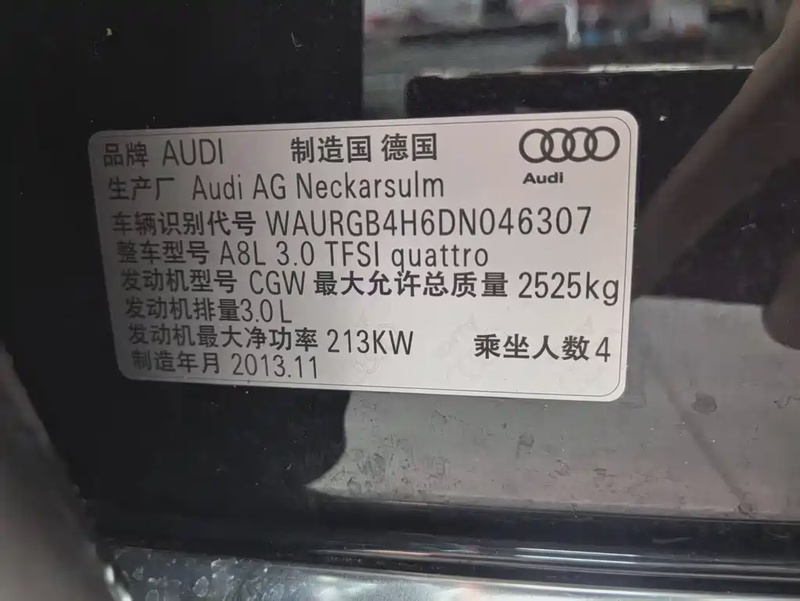 品牌 AUDI 制造国 德国
Audi
生产厂 Audi AG Neckarsulm
车辆识别代号 WAURGB4H6DN046307
整车型号 A8L 3.0 TFSI quattro
发动机型号 CGW 最大允许总质量 2525kg
发动机排量3.0L
发动机最大净功率 213KW 乘坐人数4
制造年月 2013.11